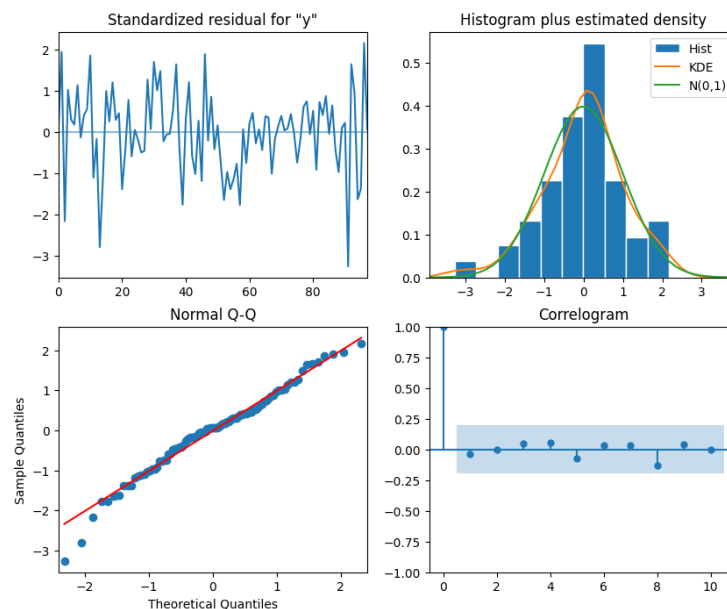 Standardized residual for "y"
2
1
0
−1
−2
−3
0 20 40 60 80
Histogram plus estimated density
Hist
KDE
N(0,1)
0.5
0.4
0.3
0.2
0.1
0.0
−3 −2 −1 0 1 2 3
Normal Q-Q
Sample Quantiles
2
1
0
−1
−2
−3
−2 −1 0 1 2
Theoretical Quantiles
Correlogram
1.00
0.75
0.50
0.25
0.00
−0.25
−0.50
−0.75
−1.00
0 2 4 6 8 10